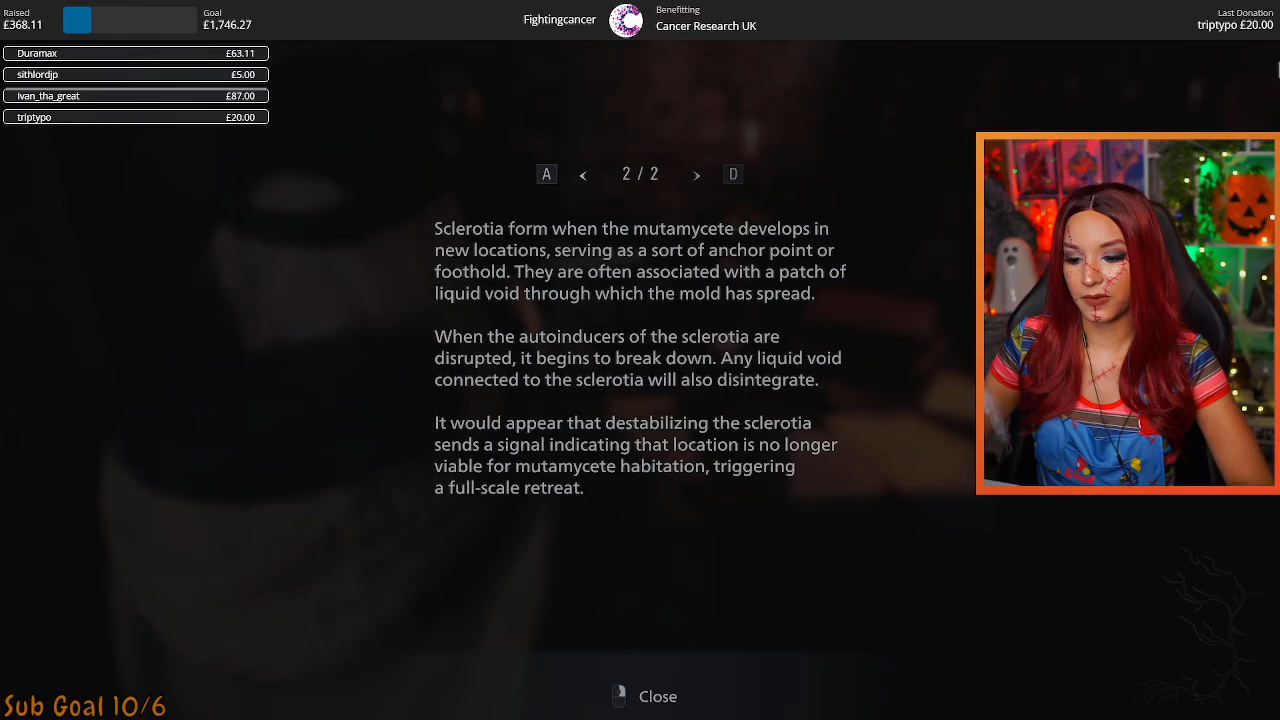 Raised
£368.11
Goal
£1,746.27
Fightingcancer
Benefitting
Cancer Research UK
Last Donation
triptypo £20.00
Duramax £63.11
sithlordjp £5.00
Ivan_tha_great £87.00
triptypo £20.00
A < 2 / 2 > D
Sclerotia form when the mutamycete develops in
new locations, serving as a sort of anchor point or
foothold. They are often associated with a patch of
liquid void through which the mold has spread.
When the autoinducers of the sclerotia are
disrupted, it begins to break down. Any liquid void
connected to the sclerotia will also disintegrate.
It would appear that destabilizing the sclerotia
sends a signal indicating that location is no longer
viable for mutamycete habitation, triggering
a full-scale retreat.
Close
Sub Goal 10/6